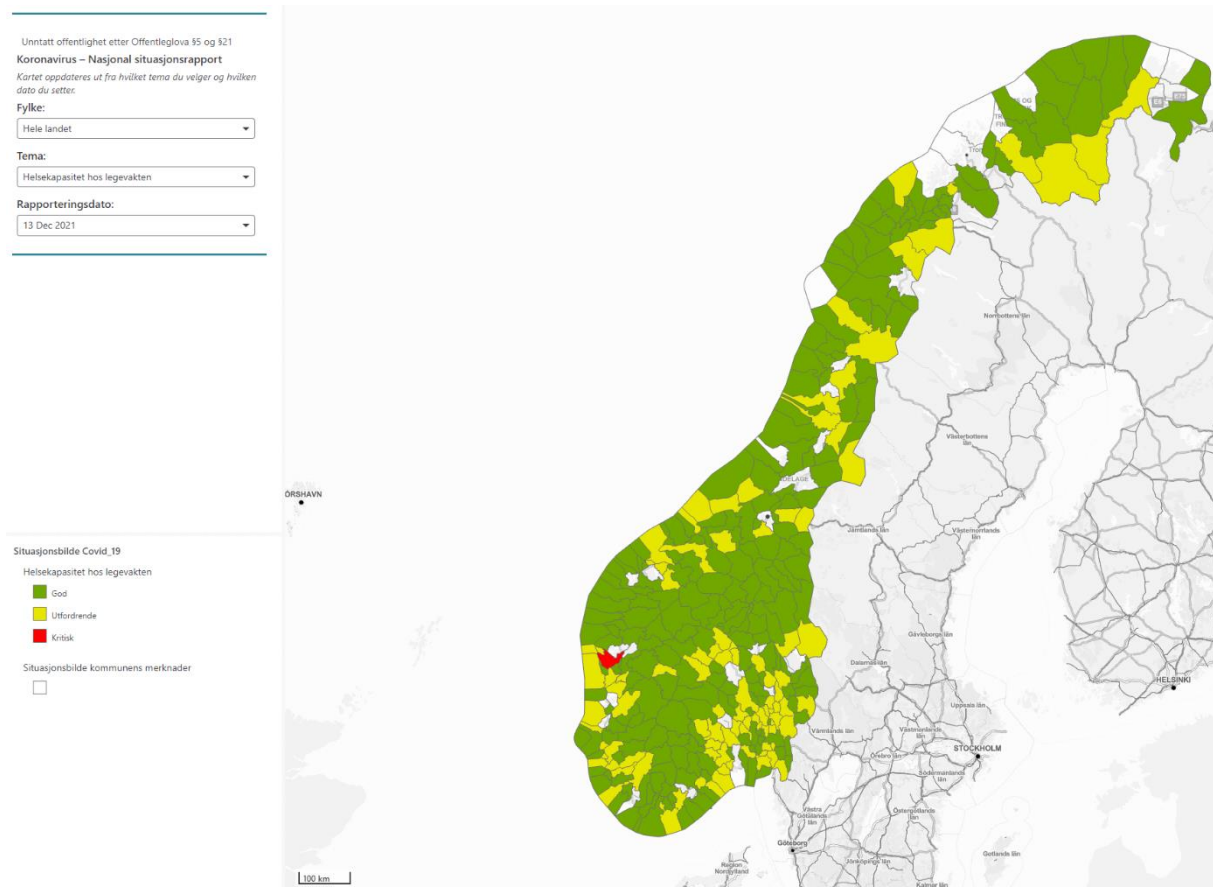 Unntatt offentlighet etter Offentleglova §5 og §21
Koronavirus – Nasjonal situasjonsrapport
Kartet oppdateres ut fra hvilket tema du velger og hvilken
dato du setter.
Fylke:
Hele landet
Tema:
Helsekapasitet hos legevakten
Rapporteringsdato:
13 Dec 2021
Situasjonsbilde Covid_19
Helsekapasitet hos legevakten
God
Utfordrende
Kritisk
Situasjonsbilde kommunens merknader
Norrbottens län
Västerbottens
län
ÖRSHAVN
Jämtlands län
Västernorrlands
län
Gävleborgs län
Dalarnas län
HELSINKI
Uppsala län
Värmlands län
Västmanlands
län
STOCKHOLM
Örebro län
Södermanlands
län
Västra
Götalands
län
Östergötlands
län
Göteborg
Jönköpings län
Gotlands län
Region
Nordjylland
Kalmar län
100 km